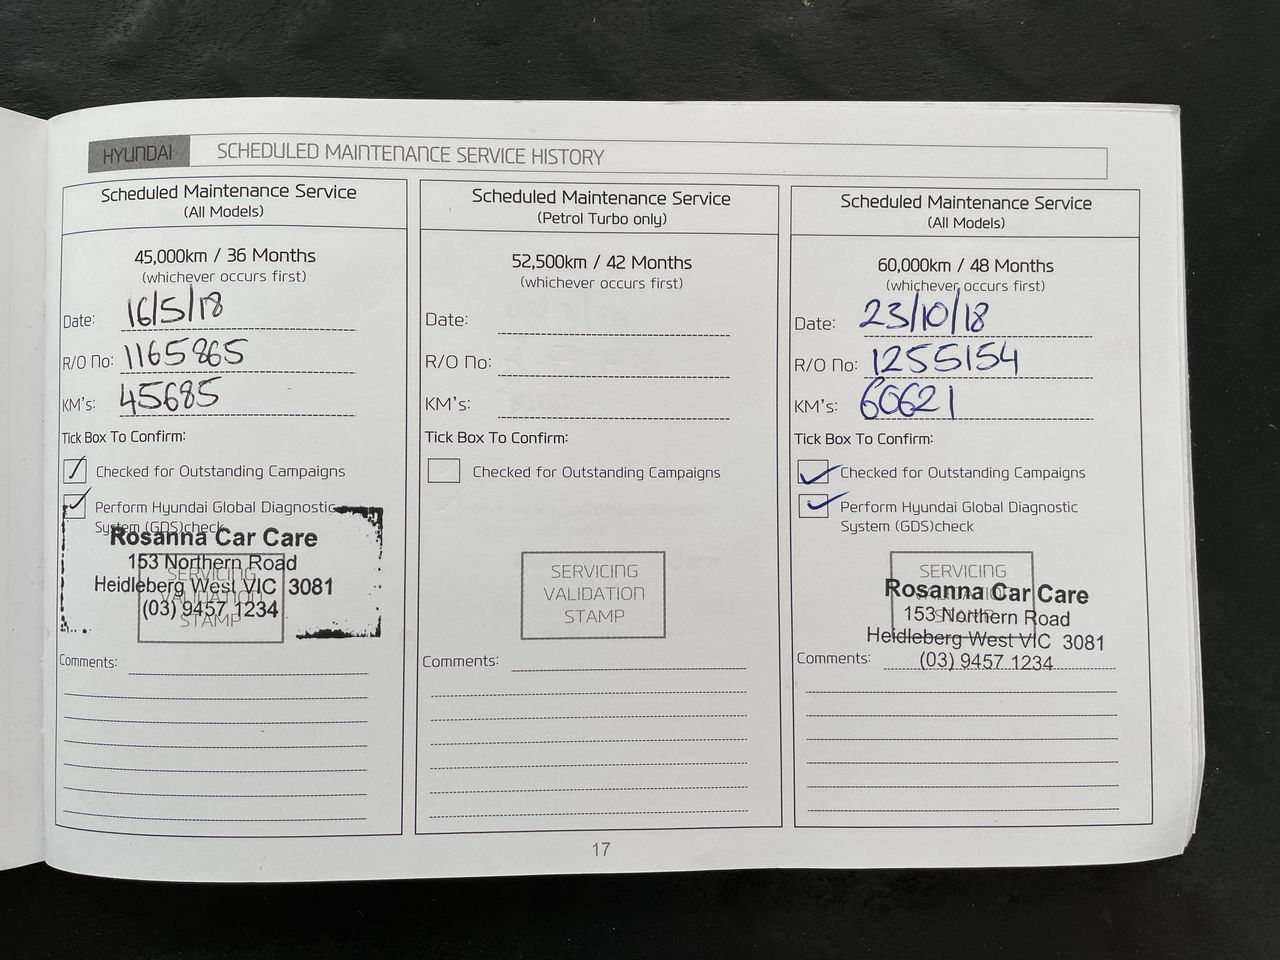 HYUNDAI SCHEDULED MAINTENANCE SERVICE HISTORY
Scheduled Maintenance Service
(All Models)
45,000km / 36 Months
(whichever occurs first)
Date: 16/5/18
R/O No: 1165865
KM's: 45685
Tick Box To Confirm:
Checked for Outstanding Campaigns
Perform Hyundai Global Diagnostic
System (GDS)check
Rosanna Car Care
153 Northern Road
Heidleberg West VIC 3081
(03) 9457 1234
SERVICING
VALIDATION
STAMP
Comments:
Scheduled Maintenance Service
(Petrol Turbo only)
52,500km / 42 Months
(whichever occurs first)
Date:
R/O No:
KM's:
Tick Box To Confirm:
Checked for Outstanding Campaigns
SERVICING
VALIDATION
STAMP
Comments:
Scheduled Maintenance Service
(All Models)
60,000km / 48 Months
(whichever occurs first)
Date: 23/10/18
R/O No: 1255154
KM's: 60621
Tick Box To Confirm:
Checked for Outstanding Campaigns
Perform Hyundai Global Diagnostic
System (GDS)check
SERVICING
VALIDATION
STAMP
Rosanna Car Care
153 Northern Road
Heidleberg West VIC 3081
(03) 9457 1234
Comments:
17